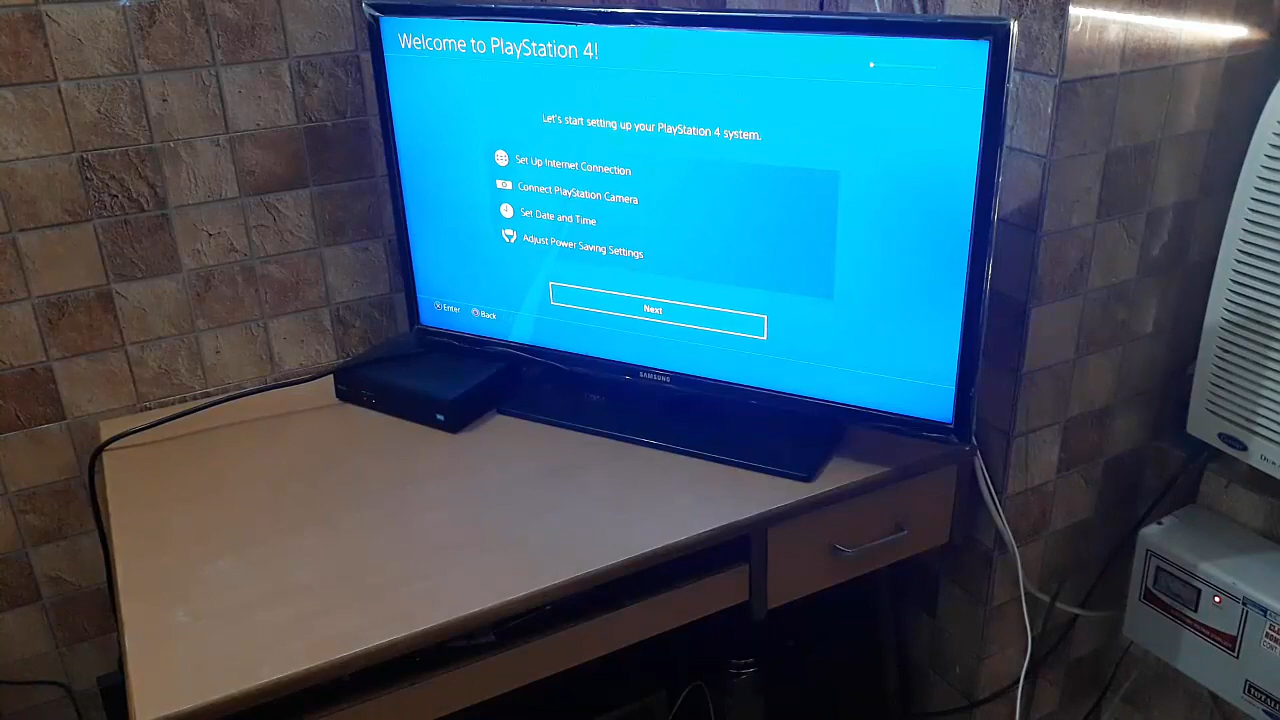 Welcome to PlayStation 4!
Let's start setting up your PlayStation 4 system.
Set Up Internet Connection
Connect PlayStation Camera
Set Date and Time
Adjust Power Saving Settings
Next
Enter
Back
SAMSUNG